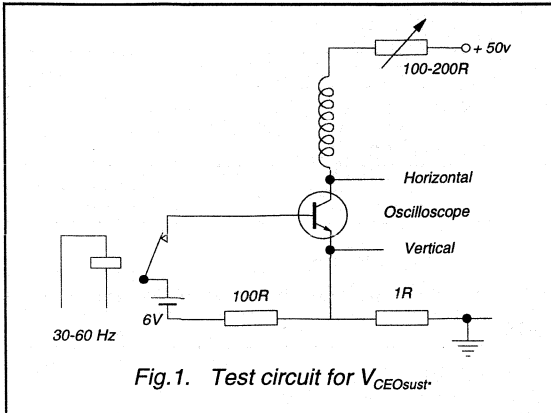 + 50v
100-200R
Horizontal
Oscilloscope
Vertical
100R
1R
6V
30-60 Hz
Fig.1. Test circuit for VCEOsust.